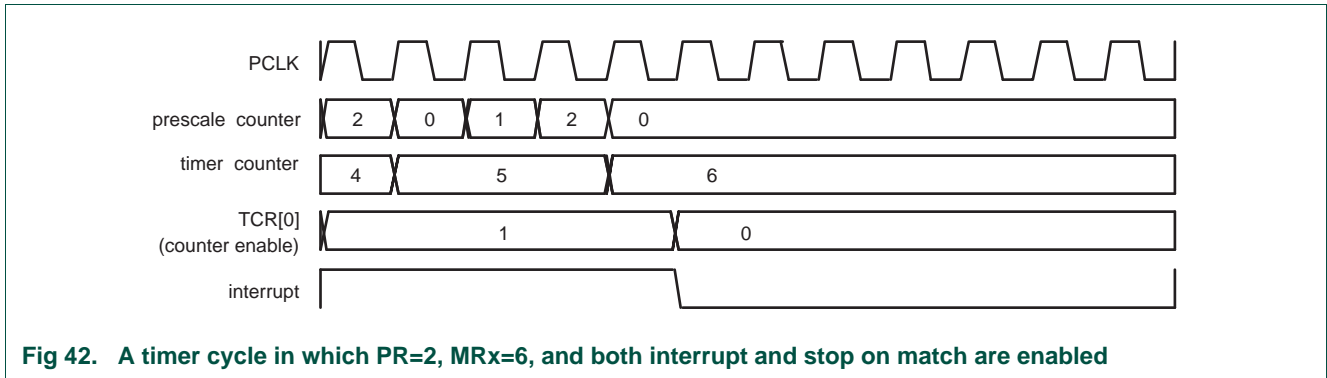 PCLK
prescale counter 2 0 1 2 0
timer counter 4 5 6
TCR[0]
(counter enable) 1 0
interrupt
Fig 42. A timer cycle in which PR=2, MRx=6, and both interrupt and stop on match are enabled